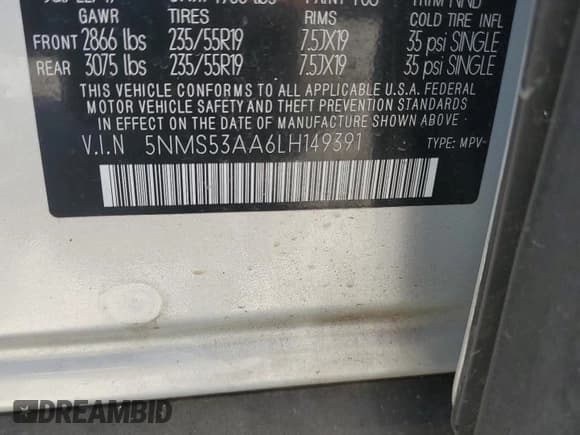 GAWR TIRES RIMS COLD TIRE INFL
FRONT 2866 lbs 235/55R19 7.5JX19 35 psi SINGLE
REAR 3075 lbs 235/55R19 7.5JX19 35 psi SINGLE
THIS VEHICLE CONFORMS TO ALL APPLICABLE U.S.A. FEDERAL
MOTOR VEHICLE SAFETY AND THEFT PREVENTION STANDARDS
IN EFFECT ON THE DATE OF MANUFACTURE SHOWN ABOVE.
V.I.N 5NMS53AA6LH149391 TYPE: MPV
DREAMBID